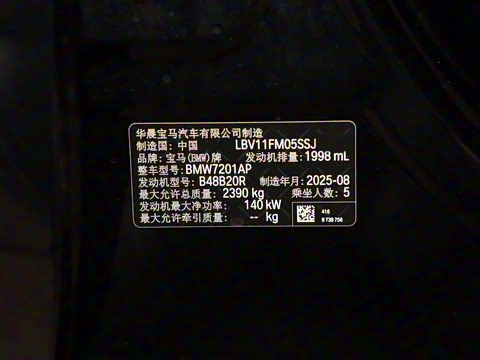 华晨宝马汽车有限公司制造
制造国：中国 LBV11FM05SSJ
品牌：宝马(BMW)牌 发动机排量：1998 mL
整车型号：BMW7201AP
发动机型号：B48B20R 制造年月：2025-08
最大允许总质量：2390 kg 乘坐人数：5
发动机最大净功率：140 kW
最大允许牵引质量：-- kg
416
8 738 756